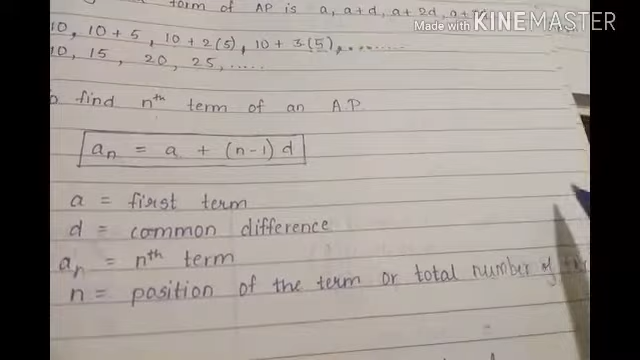 form of AP is a, a+d, a+2d, a+
Made with KINEMASTER
10, 10+5, 10+2(5), 10+3(5), ........
10, 15, 20, 25, .....
find nth term of an A.P
an = a + (n-1) d
a = first term
d = common difference
an = nth term
n = position of the term or total number of